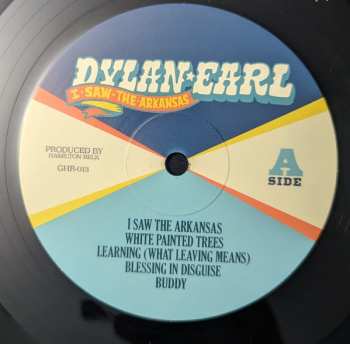 DYLAN★EARL
I·SAW·THE·ARKANSAS
PRODUCED BY
HAMILTON BELK
GHR-013
A
SIDE
I SAW THE ARKANSAS
WHITE PAINTED TREES
LEARNING (WHAT LEAVING MEANS)
BLESSING IN DISGUISE
BUDDY